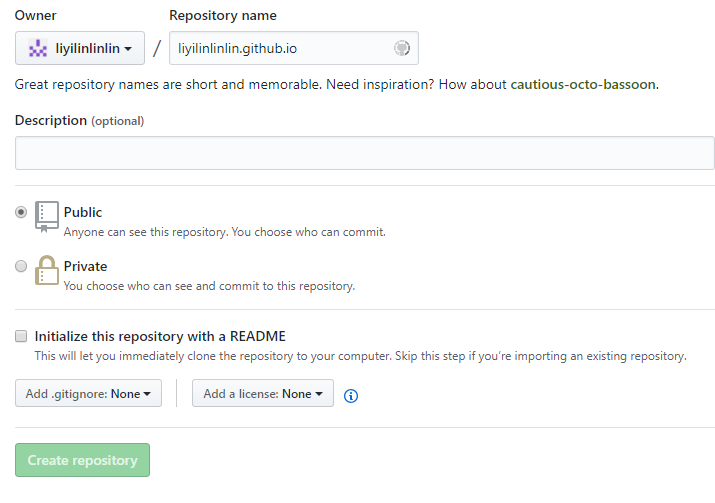 Owner Repository name
liyilinlinlin / liyilinlinlin.github.io
Great repository names are short and memorable. Need inspiration? How about cautious-octo-bassoon.
Description (optional)
Public
Anyone can see this repository. You choose who can commit.
Private
You choose who can see and commit to this repository.
Initialize this repository with a README
This will let you immediately clone the repository to your computer. Skip this step if you’re importing an existing repository.
Add .gitignore: None Add a license: None
Create repository